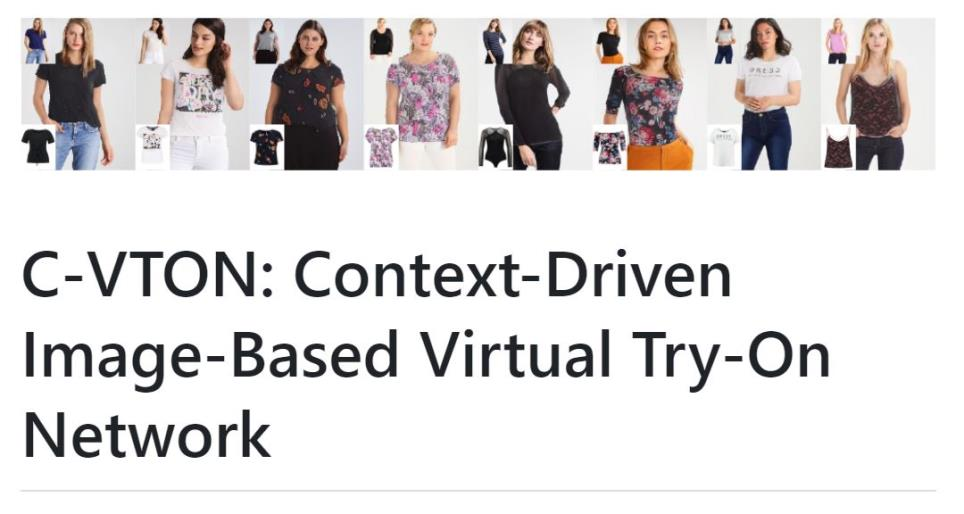 C-VTON: Context-Driven
Image-Based Virtual Try-On
Network